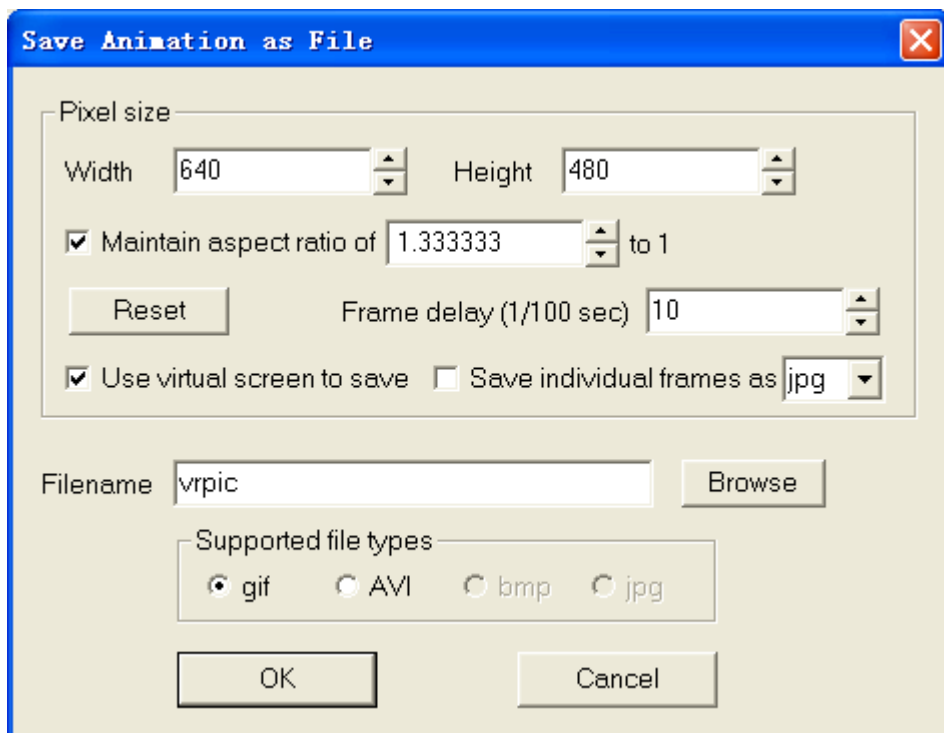 Save Animation as File
Pixel size
Width 640 Height 480
Maintain aspect ratio of 1.333333 to 1
Reset Frame delay (1/100 sec) 10
Use virtual screen to save Save individual frames as jpg
Filename vrpic Browse
Supported file types
gif AVI bmp jpg
OK Cancel